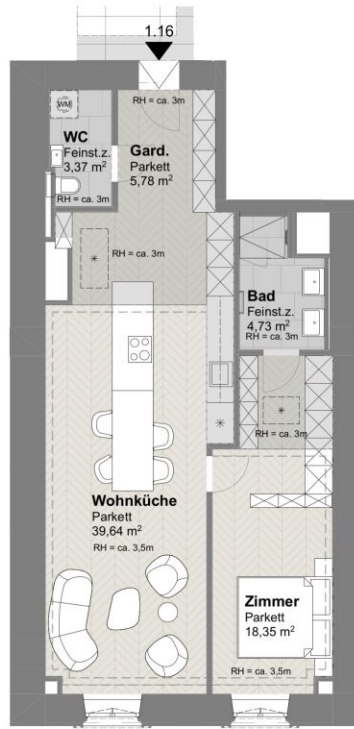 1.16
RH = ca. 3m
WM
WC
Feinst.z.
3,37 m²
RH = ca. 3m
Gard.
Parkett
5,78 m²
RH = ca. 3m
Bad
Feinst.z.
4,73 m²
RH = ca. 3m
RH = ca. 3m
Wohnküche
Parkett
39,64 m²
RH = ca. 3,5m
Zimmer
Parkett
18,35 m²
RH = ca. 3,5m